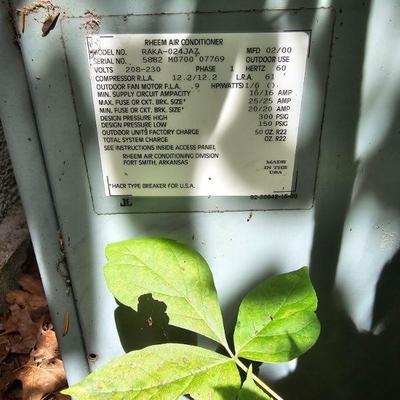 RHEEM AIR CONDITIONER
MODEL NO. RAKA-024JAZ MFD 02/00
SERIAL NO. 5882 M0700 07769 OUTDOOR USE
VOLTS 208-230 PHASE 1 HERTZ 60
COMPRESSOR R.L.A. 12.2/12.2 L.R.A. 61
OUTDOOR FAN MOTOR F.L.A. .9 HP/WATTS 1/6
MIN. SUPPLY CIRCUIT AMPACITY 16/16 AMP
MAX. FUSE OR CKT. BRK. SIZE* 25/25 AMP
MIN. FUSE OR CKT. BRK. SIZE* 20/20 AMP
DESIGN PRESSURE HIGH 300 PSIG
DESIGN PRESSURE LOW 150 PSIG
OUTDOOR UNITS FACTORY CHARGE 50 OZ. R22
TOTAL SYSTEM CHARGE OZ. R22
SEE INSTRUCTIONS INSIDE ACCESS PANEL
RHEEM AIR CONDITIONING DIVISION
FORT SMITH, ARKANSAS
MADE
IN THE
USA
*HACR TYPE BREAKER FOR U.S.A.